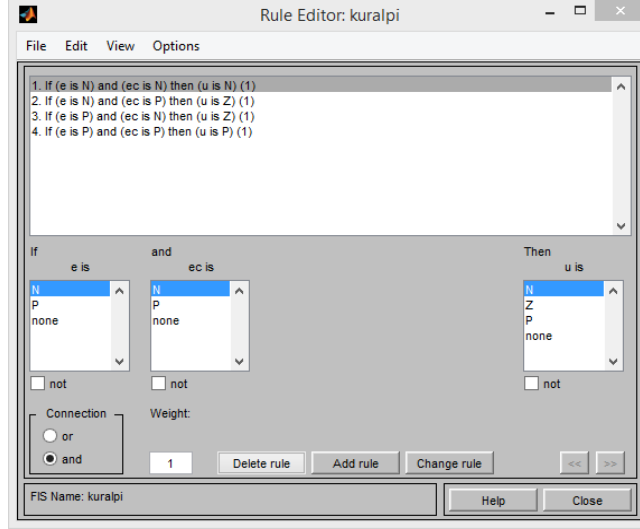 Rule Editor: kuralpi
File Edit View Options
1. If (e is N) and (ec is N) then (u is N) (1)
2. If (e is N) and (ec is P) then (u is Z) (1)
3. If (e is P) and (ec is N) then (u is Z) (1)
4. If (e is P) and (ec is P) then (u is P) (1)
If and Then
e is ec is u is
N N N
P P Z
none none P
none
not not not
Connection Weight:
or
and 1 Delete rule Add rule Change rule << >>
FIS Name: kuralpi Help Close